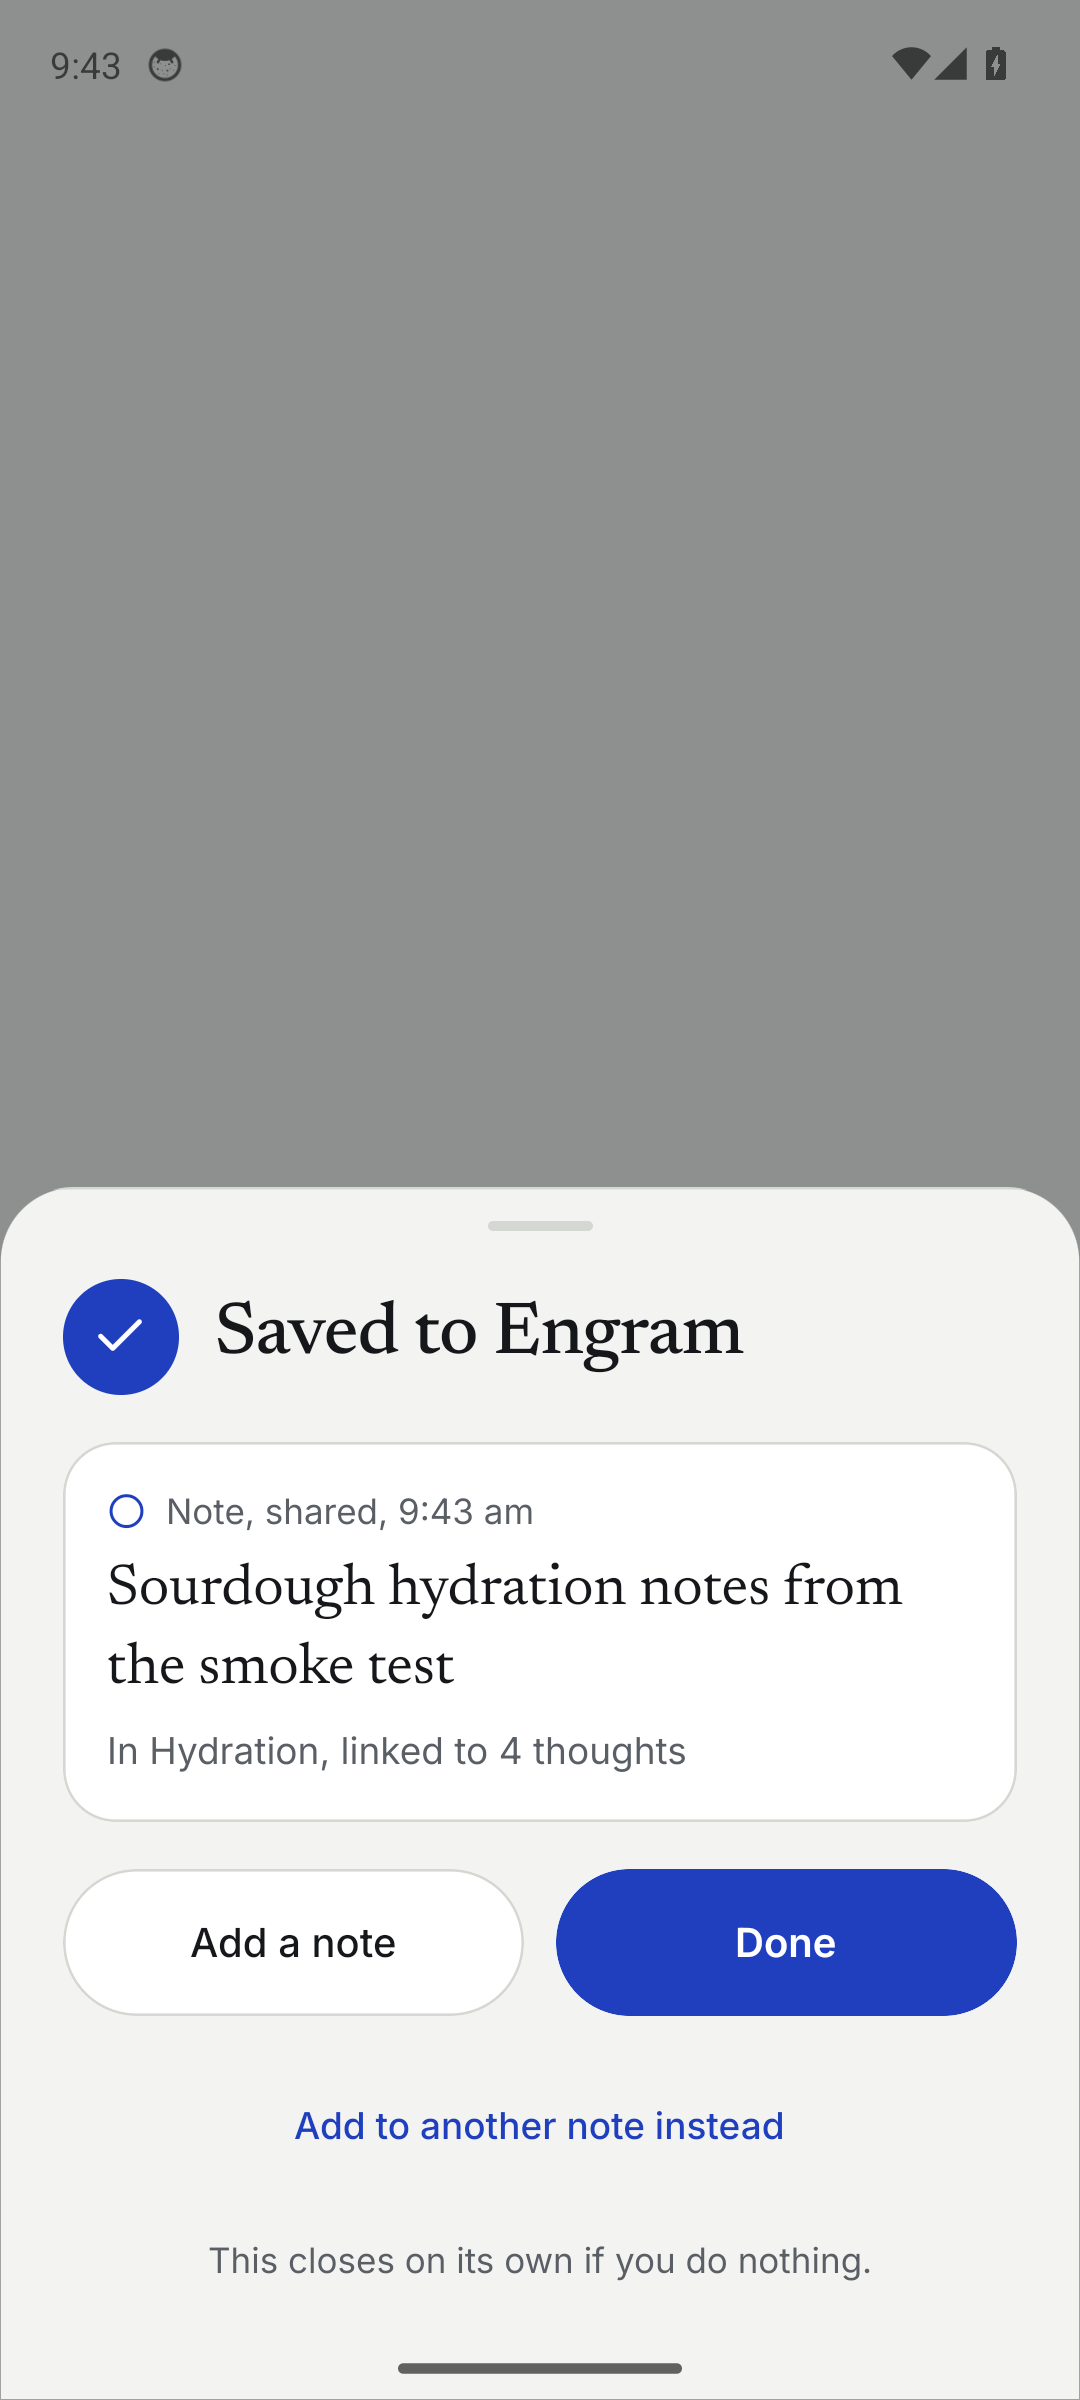 9:43
Saved to Engram
Note, shared, 9:43 am
Sourdough hydration notes from
the smoke test
In Hydration, linked to 4 thoughts
Add a note
Done
Add to another note instead
This closes on its own if you do nothing.